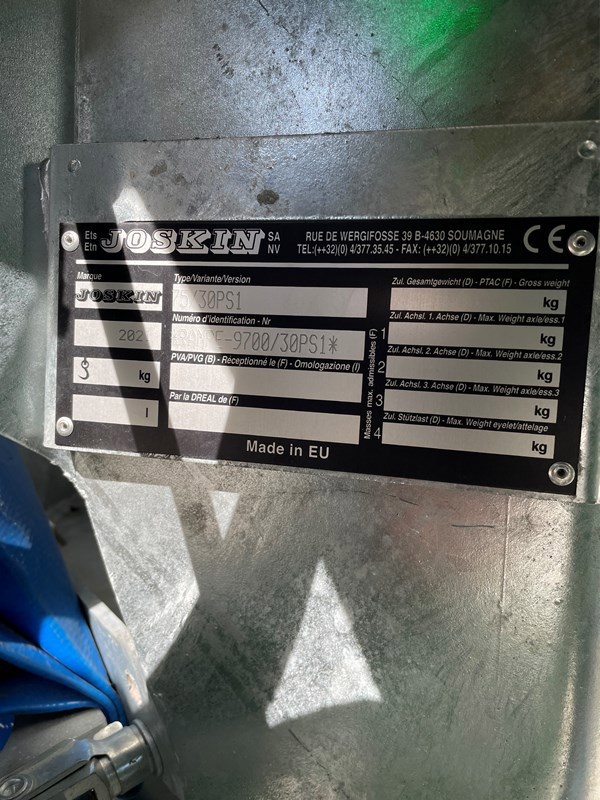 Ets
Etn
JOSKIN
SA
NV
RUE DE WERGIFOSSE 39 B-4630 SOUMAGNE
TEL:(++32)(0) 4/377.35.45 - FAX: (++32)(0) 4/377.10.15
CE
Marque
JOSKIN
202
kg
l
Type/Variante/Version
75/30PS1
Numéro d'identification - Nr
-9700/30PS1*
PVA/PVG (B) - Receptionné le (F) - Omologazione (I)
Par la DREAL de (F)
Masses max. admissibles (F)
Zul. Gesamtgewicht (D) - PTAC (F) - Gross weight
kg
Zul. Achsl. 1. Achse (D) - Max. Weight axle/ess.1
1 kg
Zul. Achsl. 2. Achse (D) - Max. Weight axle/ess.2
2 kg
Zul. Achsl. 3. Achse (D) - Max. Weight axle/ess.3
3 kg
Zul. Stützlast (D) - Max. Weight eyelet/attelage
4 kg
Made in EU